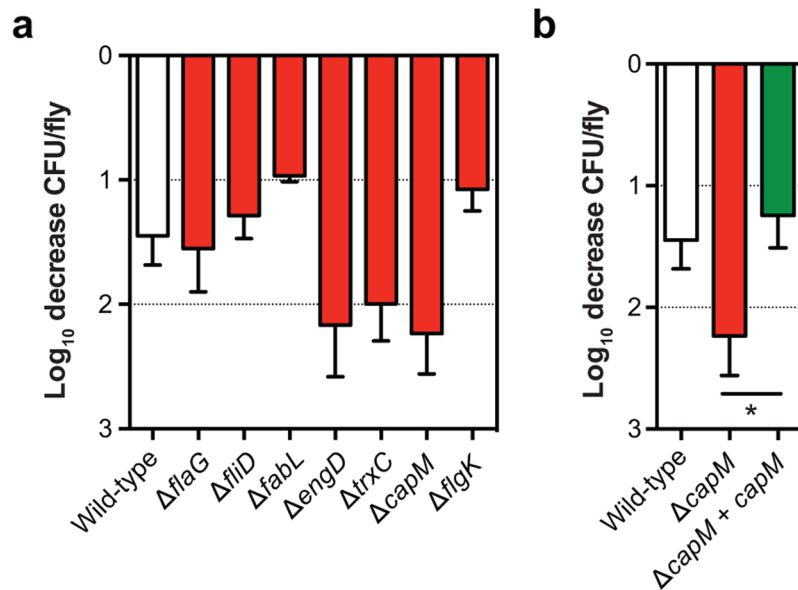 a
Log₁₀ decrease CFU/fly
0
1
2
3
Wild-type
ΔflaG
ΔfliD
ΔfabL
ΔengD
ΔtrxC
ΔcapM
ΔflgK
b
Log₁₀ decrease CFU/fly
0
1
2
3
*
Wild-type
ΔcapM
ΔcapM + capM